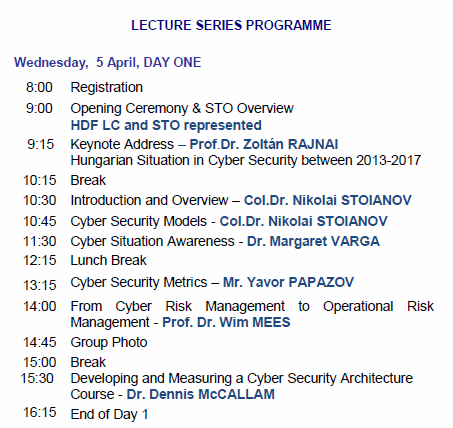 LECTURE SERIES PROGRAMME
Wednesday, 5 April, DAY ONE
8:00 Registration
9:00 Opening Ceremony & STO Overview
HDF LC and STO represented
9:15 Keynote Address – Prof.Dr. Zoltán RAJNAI
Hungarian Situation in Cyber Security between 2013-2017
10:15 Break
10:30 Introduction and Overview – Col.Dr. Nikolai STOIANOV
10:45 Cyber Security Models - Col.Dr. Nikolai STOIANOV
11:30 Cyber Situation Awareness - Dr. Margaret VARGA
12:15 Lunch Break
13:15 Cyber Security Metrics – Mr. Yavor PAPAZOV
14:00 From Cyber Risk Management to Operational Risk
Management - Prof. Dr. Wim MEES
14:45 Group Photo
15:00 Break
15:30 Developing and Measuring a Cyber Security Architecture
Course - Dr. Dennis McCALLAM
16:15 End of Day 1